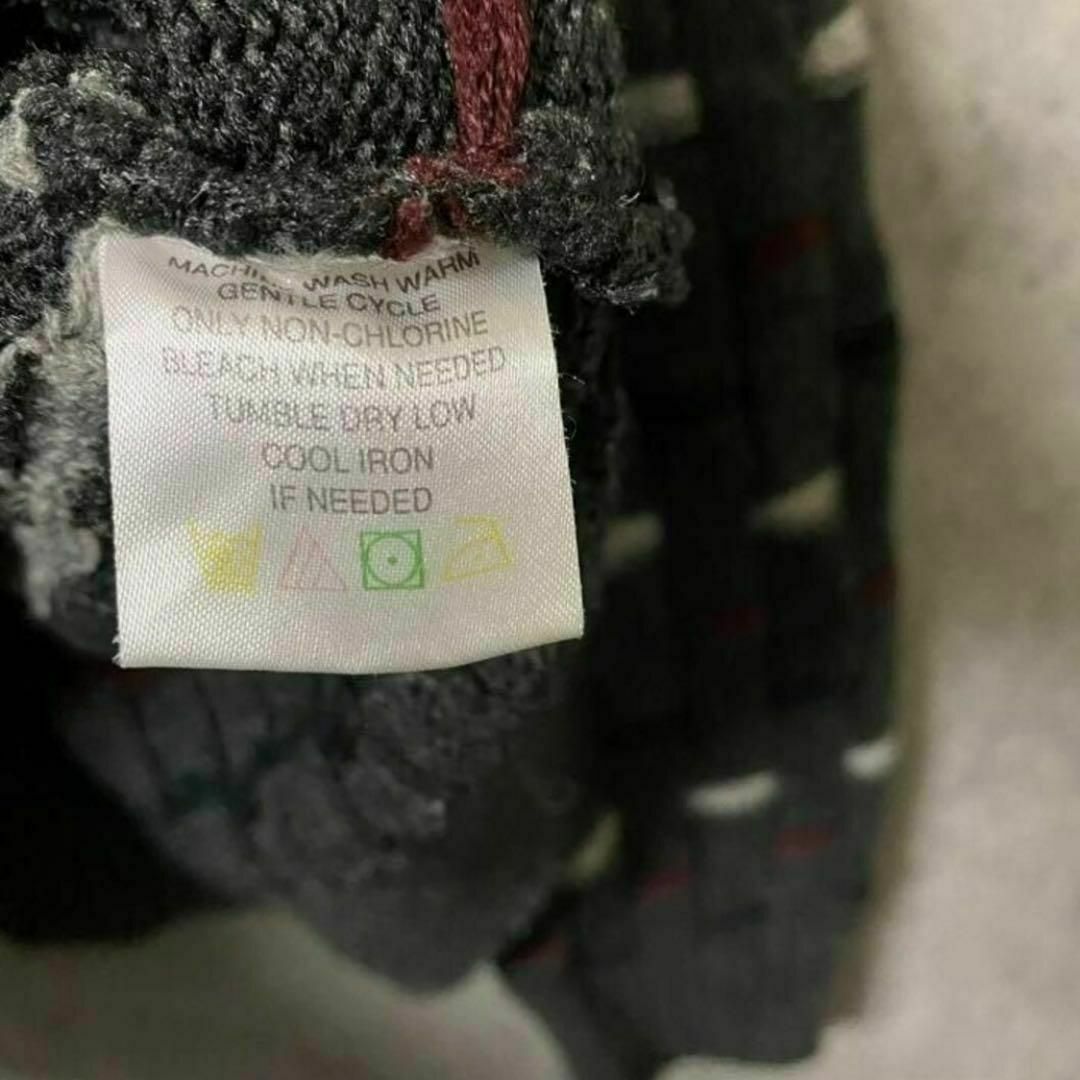 MACHINE WASH WARM
GENTLE CYCLE
ONLY NON-CHLORINE
BLEACH WHEN NEEDED
TUMBLE DRY LOW
COOL IRON
IF NEEDED